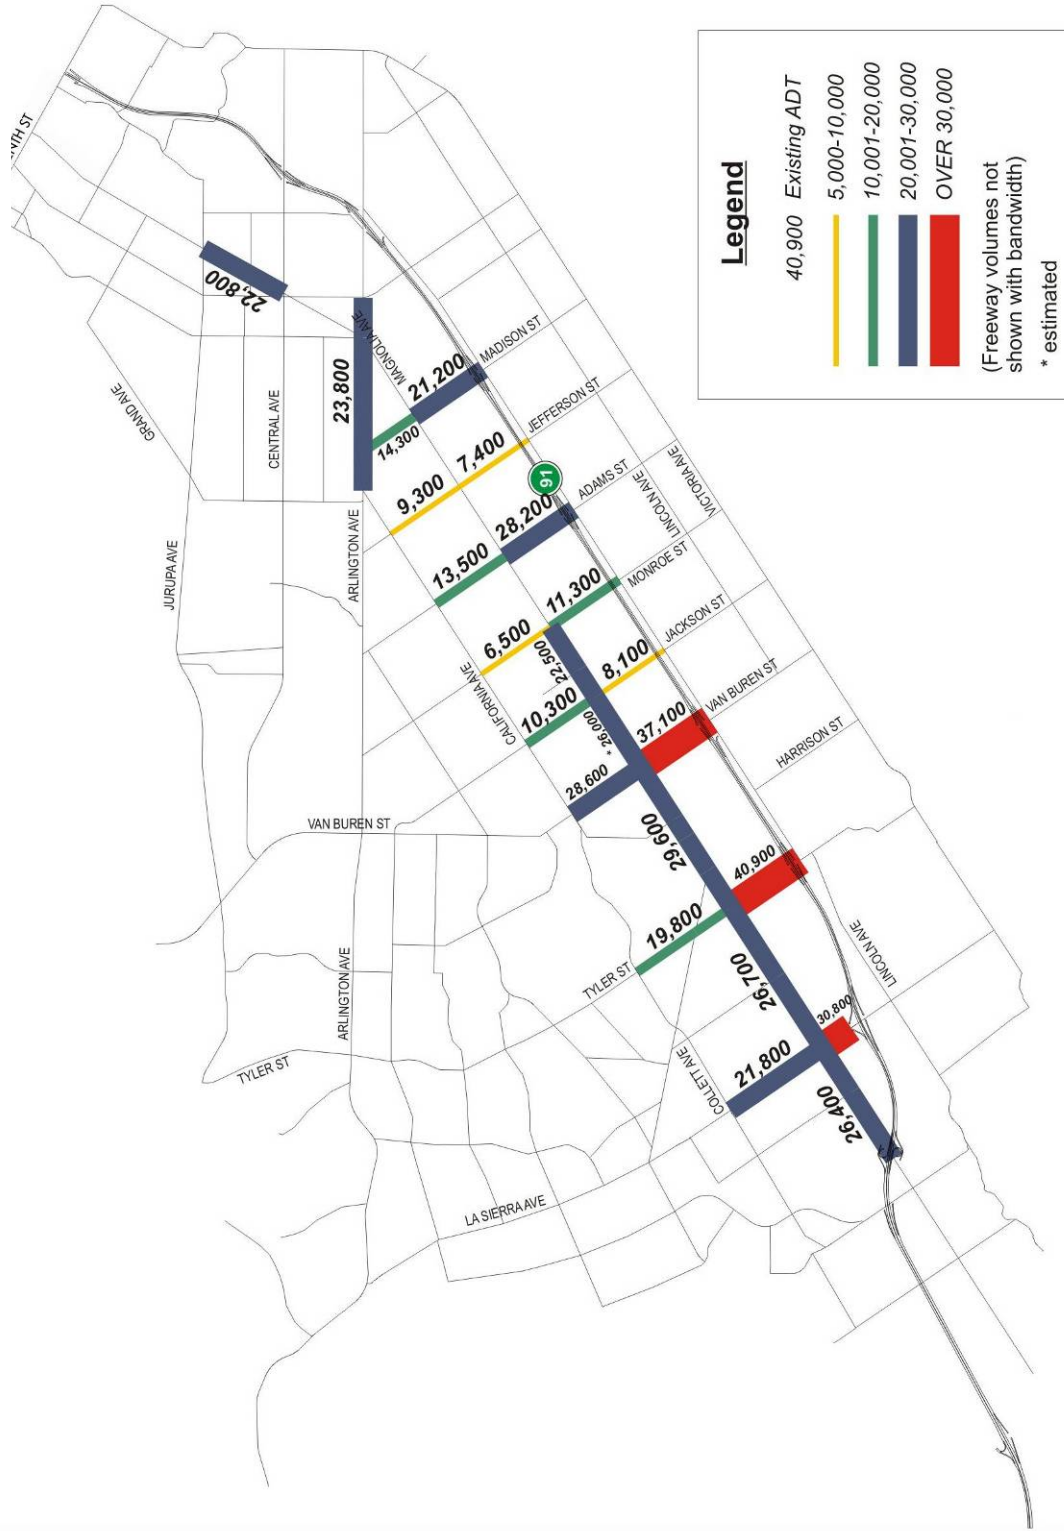 NTH ST
22,800
GRAND AVE
CENTRAL AVE
23,800
MAGNOLIA AVE
14,300
21,200
MADISON ST
JURUPA AVE
ARLINGTON AVE
9,300
7,400
JEFFERSON ST
91
13,500
28,200
ADAMS ST
LINCOLN AVE
VICTORIA AVE
CALIFORNIA AVE
6,500
11,300
MONROE ST
22,500
10,300
8,100
JACKSON ST
* 26,000
VAN BUREN ST
28,600
37,100
VAN BUREN ST
HARRISON ST
29,600
ARLINGTON AVE
TYLER ST
19,800
40,900
LINCOLN AVE
26,700
TYLER ST
COLLETT AVE
21,800
30,800
26,400
LA SIERRA AVE
Legend
40,900 Existing ADT
5,000-10,000
10,001-20,000
20,001-30,000
OVER 30,000
(Freeway volumes not
shown with bandwidth)
* estimated